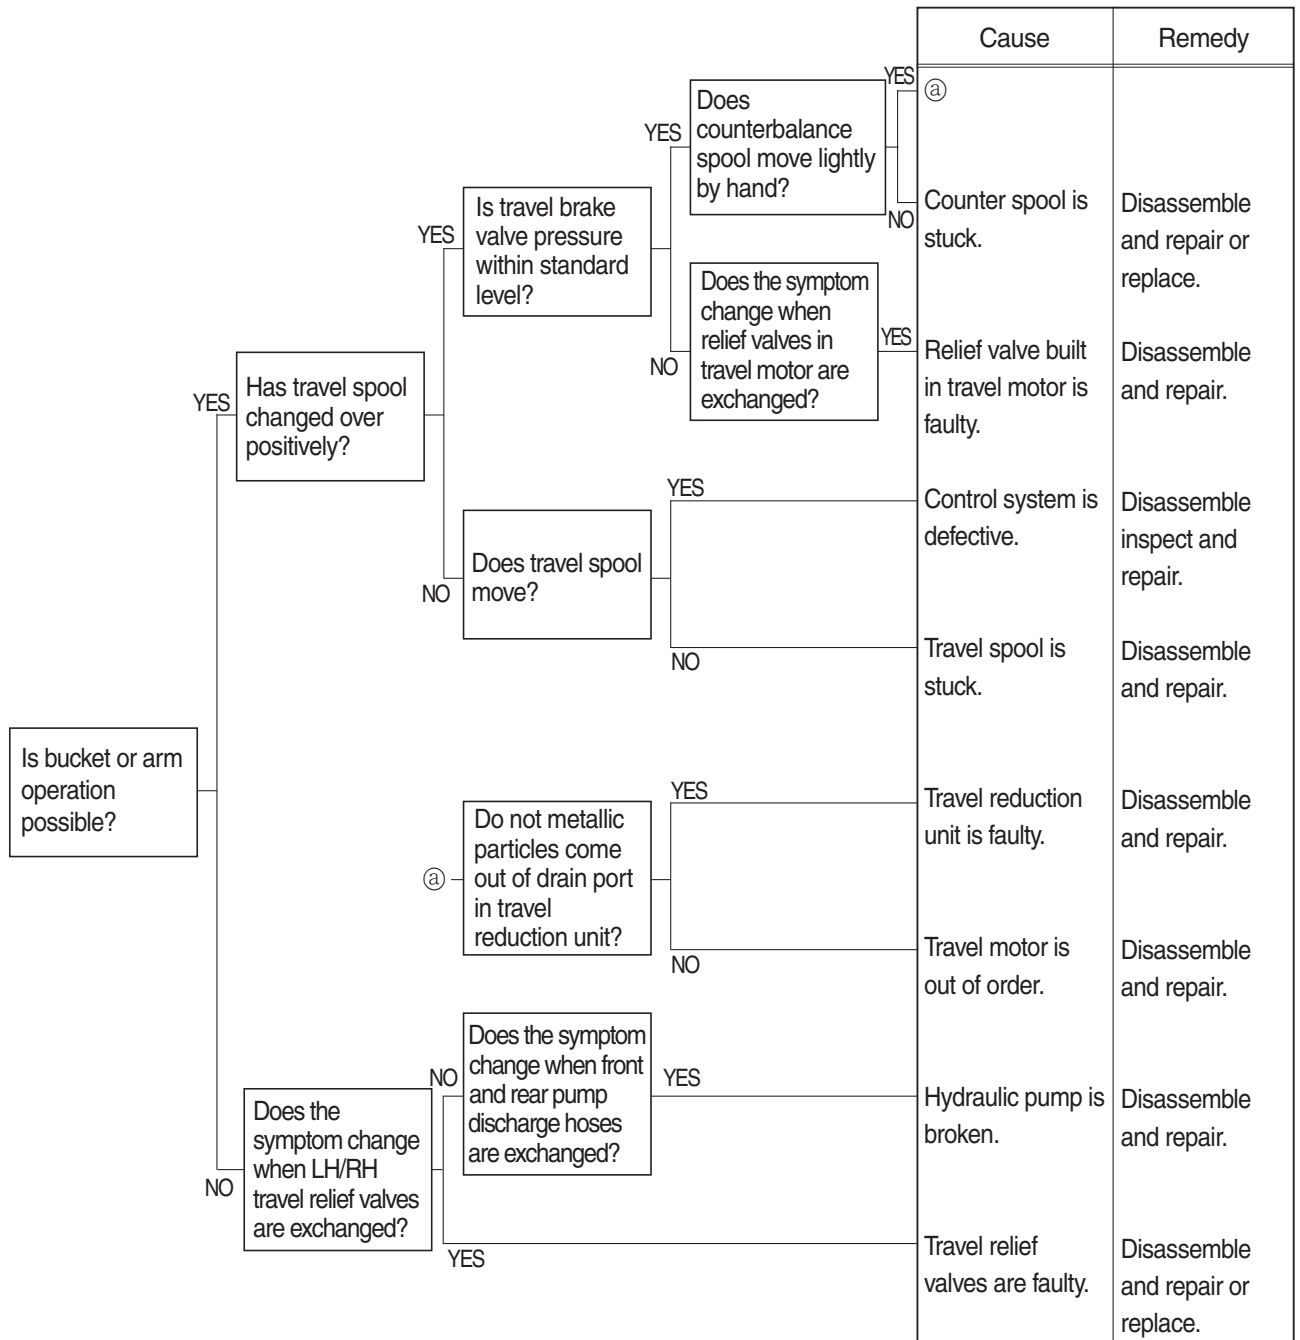 Cause
Remedy
YES
ⓐ
Does
counterbalance
spool move lightly
by hand?
YES
NO
Counter spool is
stuck.
Disassemble
and repair or
replace.
Is travel brake
valve pressure
within standard
level?
YES
Does the symptom
change when
relief valves in
travel motor are
exchanged?
NO
YES
Relief valve built
in travel motor is
faulty.
Disassemble
and repair.
Has travel spool
changed over
positively?
YES
YES
Control system is
defective.
Disassemble
inspect and
repair.
Does travel spool
move?
NO
NO
Travel spool is
stuck.
Disassemble
and repair.
Is bucket or arm
operation
possible?
YES
Travel reduction
unit is faulty.
Disassemble
and repair.
ⓐ
Do not metallic
particles come
out of drain port
in travel
reduction unit?
NO
Travel motor is
out of order.
Disassemble
and repair.
Does the symptom
change when front
and rear pump
discharge hoses
are exchanged?
NO
YES
Hydraulic pump is
broken.
Disassemble
and repair.
NO
Does the
symptom change
when LH/RH
travel relief valves
are exchanged?
YES
Travel relief
valves are faulty.
Disassemble
and repair or
replace.